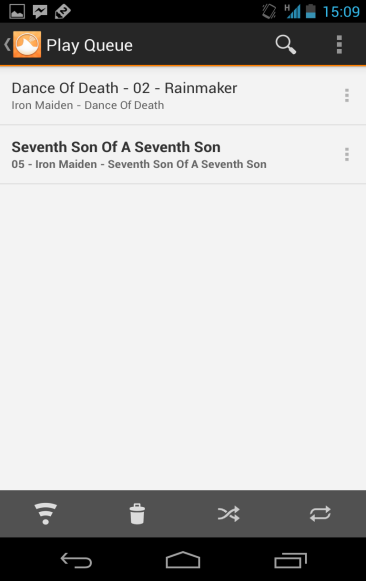 H
15:09
Play Queue
Dance Of Death - 02 - Rainmaker
Iron Maiden - Dance Of Death
Seventh Son Of A Seventh Son
05 - Iron Maiden - Seventh Son Of A Seventh Son